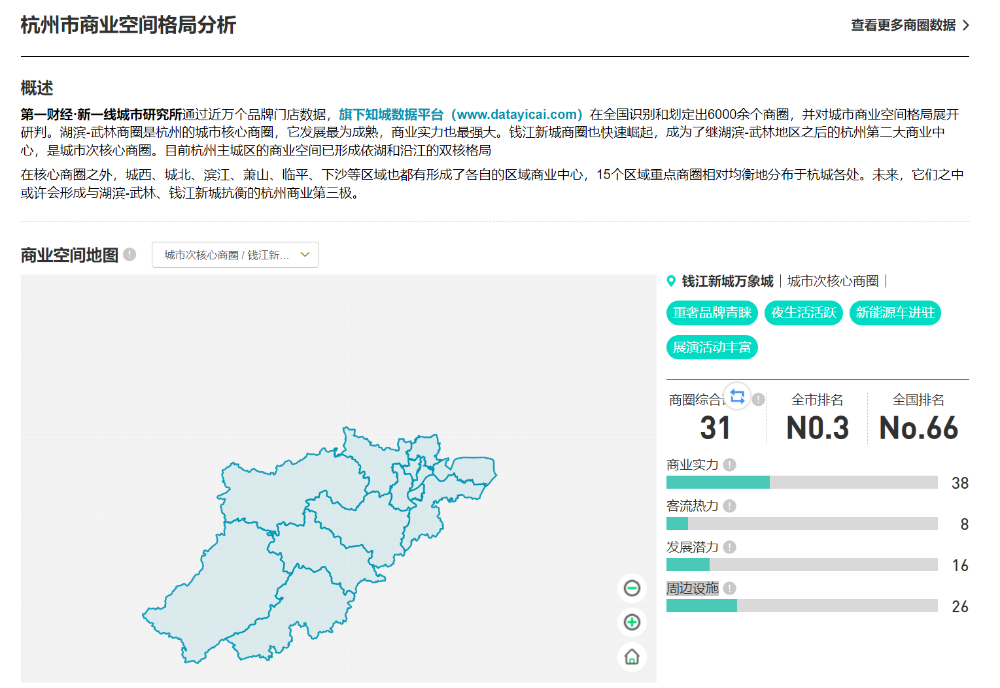 杭州市商业空间格局分析
查看更多商圈数据
概述
第一财经·新一线城市研究所通过近万个品牌门店数据，旗下知城数据平台（www.datayicai.com）在全国识别和划定出6000余个商圈，并对城市商业空间格局展开
研判。湖滨-武林商圈是杭州的城市核心商圈，它发展最为成熟，商业实力也最强大。钱江新城商圈也快速崛起，成为了继湖滨-武林地区之后的杭州第二大商业中
心，是城市次核心商圈。目前杭州主城区的商业空间已形成依湖和沿江的双核格局
在核心商圈之外，城西、城北、滨江、萧山、临平、下沙等区域也都有形成了各自的区域商业中心，15个区域重点商圈相对均衡地分布于杭城各处。未来，它们之中
或许会形成与湖滨-武林、钱江新城抗衡的杭州商业第三极。
商业空间地图
城市次核心商圈 / 钱江新...
钱江新城万象城｜城市次核心商圈｜
重奢品牌青睐 夜生活活跃 新能源车进驻
展演活动丰富
商圈综合 全市排名 全国排名
31 N0.3 No.66
商业实力
38
客流热力
8
发展潜力
16
周边设施
26